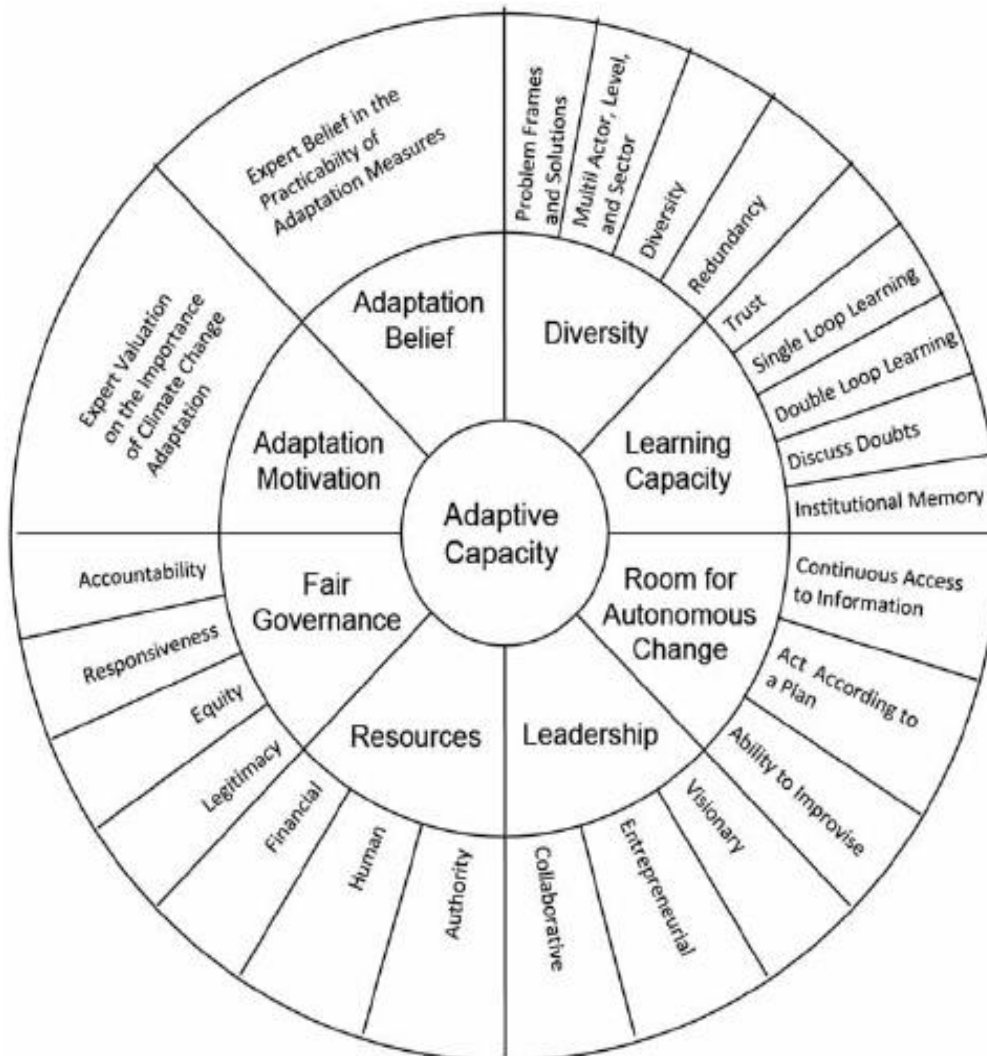 Adaptive
Capacity
Adaptation
Belief
Diversity
Learning
Capacity
Room for
Autonomous
Change
Leadership
Resources
Fair
Governance
Adaptation
Motivation
Expert Belief in the
Practicabilty of
Adaptation Measures
Problem Frames
and Solutions
Multil Actor, Level,
and Sector
Diversity
Redundancy
Trust
Single Loop Learning
Double Loop Learning
Discuss Doubts
Institutional Memory
Continuous Access
to Information
Act According to
a Plan
Ability to Improvise
Visionary
Entrepreneurial
Collaborative
Authority
Human
Financial
Legitimacy
Equity
Responsiveness
Accountability
Expert Valuation
on the Importance
of Climate Change
Adaptation